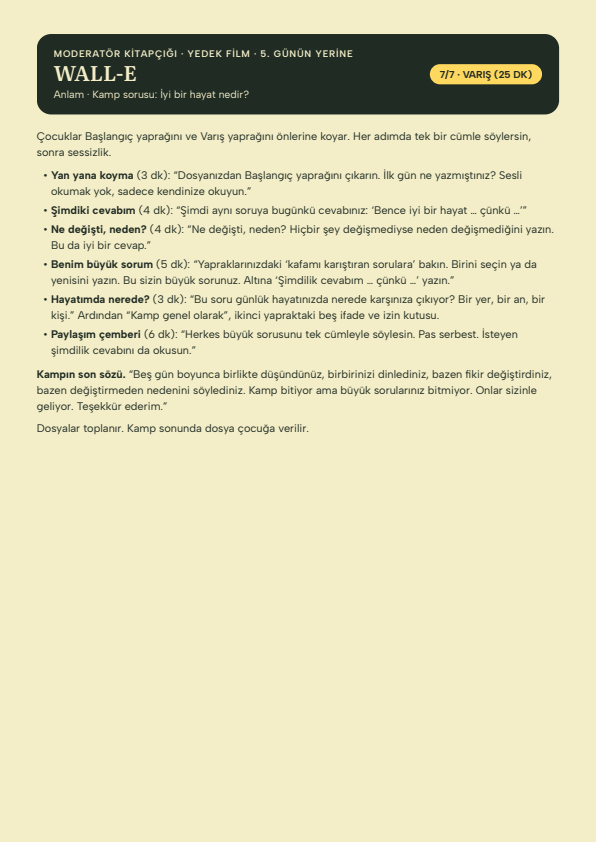 MODERATÖR KİTAPÇIĞI · YEDEK FİLM · 5. GÜNÜN YERİNE
WALL-E
7/7 · VARIŞ (25 DK)
Anlam · Kamp sorusu: İyi bir hayat nedir?
Çocuklar Başlangıç yaprağını ve Varış yaprağını önlerine koyar. Her adımda tek bir cümle söylersin,
sonra sessizlik.
• Yan yana koyma (3 dk): “Dosyanızdan Başlangıç yaprağını çıkarın. İlk gün ne yazmıştınız? Sesli
okumak yok, sadece kendinize okuyun.”
• Şimdiki cevabım (4 dk): “Şimdi aynı soruya bugünkü cevabınız: ‘Bence iyi bir hayat … çünkü …’”
• Ne değişti, neden? (4 dk): “Ne değişti, neden? Hiçbir şey değişmediyse neden değişmediğini yazın.
Bu da iyi bir cevap.”
• Benim büyük sorum (5 dk): “Yapraklarınızdaki ‘kafamı karıştıran sorulara’ bakın. Birini seçin ya da
yenisini yazın. Bu sizin büyük sorunuz. Altına ‘Şimdilik cevabım … çünkü …’ yazın.”
• Hayatımda nerede? (3 dk): “Bu soru günlük hayatınızda nerede karşınıza çıkıyor? Bir yer, bir an, bir
kişi.” Ardından “Kamp genel olarak”, ikinci yapraktaki beş ifade ve izin kutusu.
• Paylaşım çemberi (6 dk): “Herkes büyük sorusunu tek cümleyle söylesin. Pas serbest. İsteyen
şimdilik cevabını da okusun.”
Kampın son sözü. “Beş gün boyunca birlikte düşündünüz, birbirinizi dinlediniz, bazen fikir değiştirdiniz,
bazen değiştirmeden nedenini söylediniz. Kamp bitiyor ama büyük sorularınız bitmiyor. Onlar sizinle
geliyor. Teşekkür ederim.”
Dosyalar toplanır. Kamp sonunda dosya çocuğa verilir.